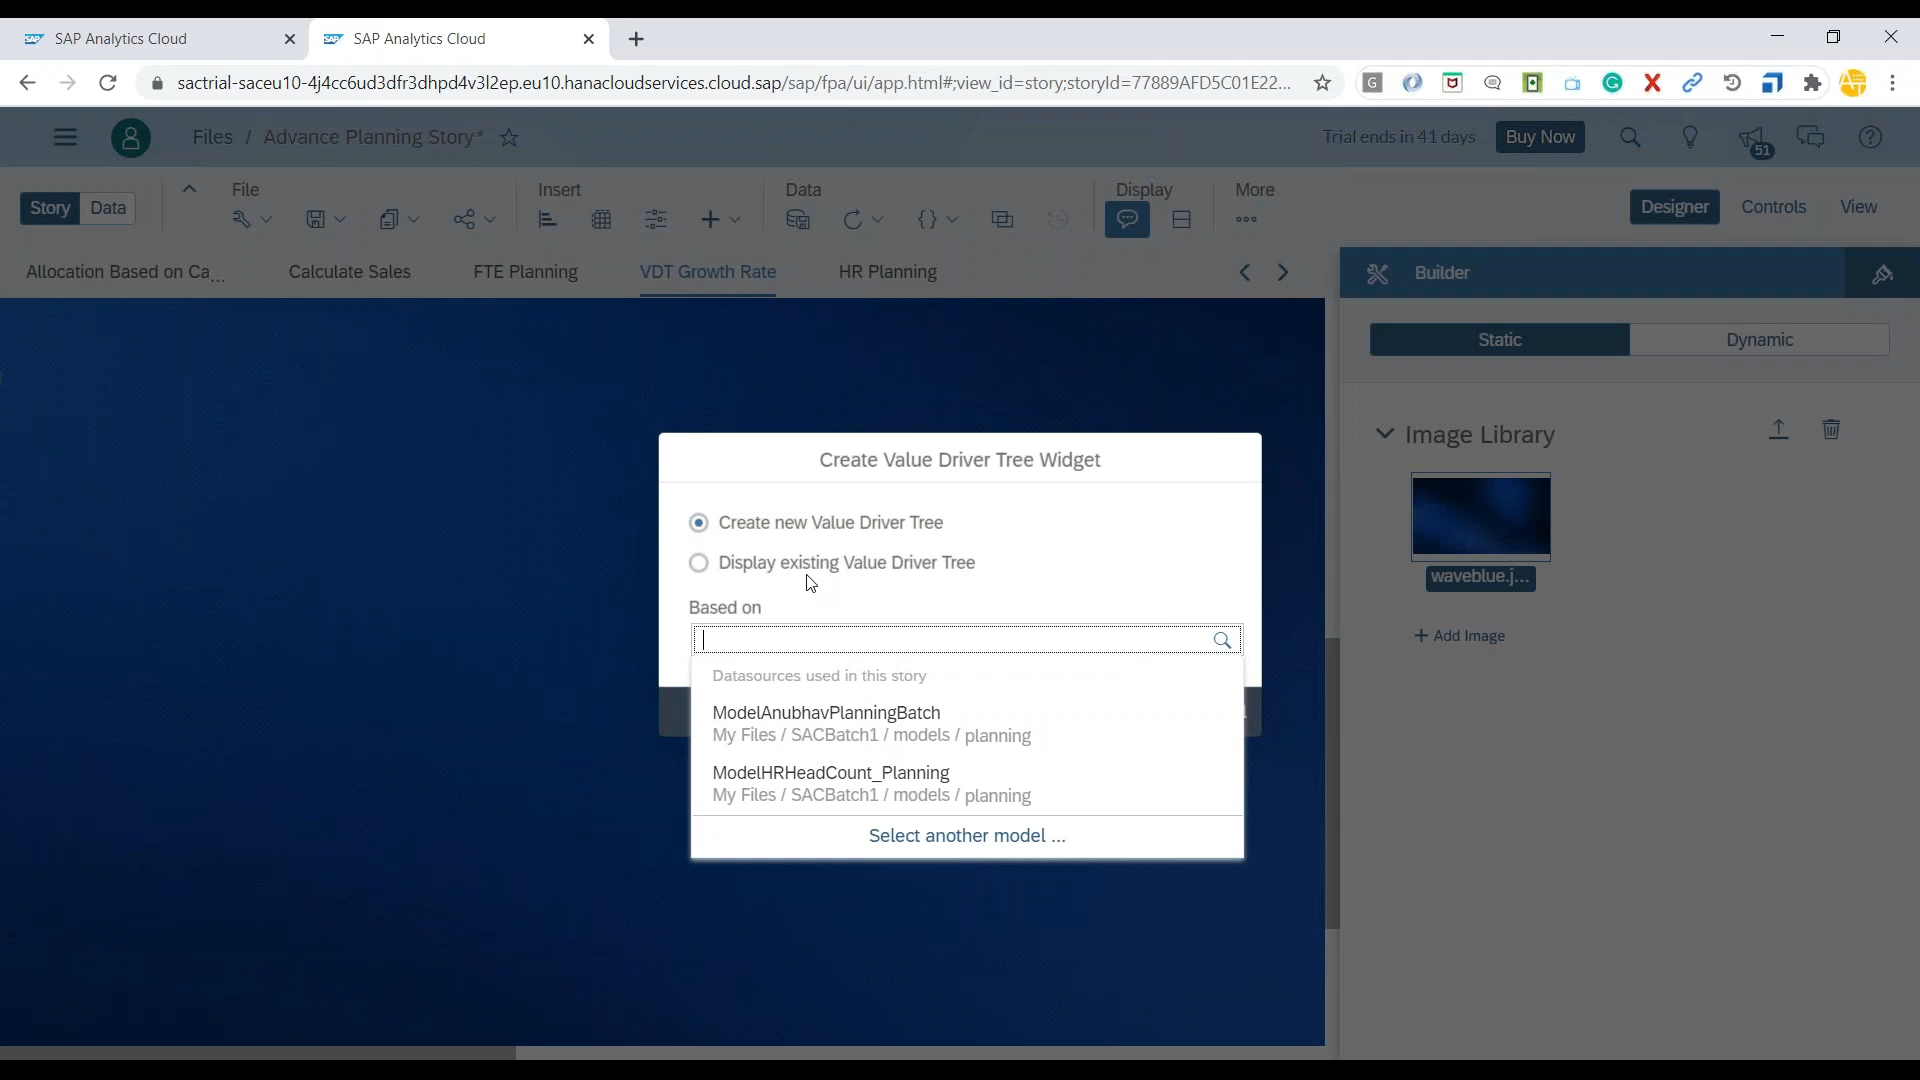 SAP Analytics Cloud
SAP Analytics Cloud
sactrial-saceu10-4j4cc6ud3dfr3dhpd4v3l2ep.eu10.hanacloudservices.cloud.sap/sap/fpa/ui/app.html#;view_id=story;storyId=77889AFD5C01E22...
Files / Advance Planning Story*
Trial ends in 41 days
Buy Now
51
Story
Data
File
Insert
Data
Display
More
Designer
Controls
View
Allocation Based on Ca...
Calculate Sales
FTE Planning
VDT Growth Rate
HR Planning
Builder
Static
Dynamic
Image Library
waveblue.j...
+ Add Image
Create Value Driver Tree Widget
Create new Value Driver Tree
Display existing Value Driver Tree
Based on
Datasources used in this story
ModelAnubhavPlanningBatch
My Files / SACBatch1 / models / planning
ModelHRHeadCount_Planning
My Files / SACBatch1 / models / planning
Select another model ...